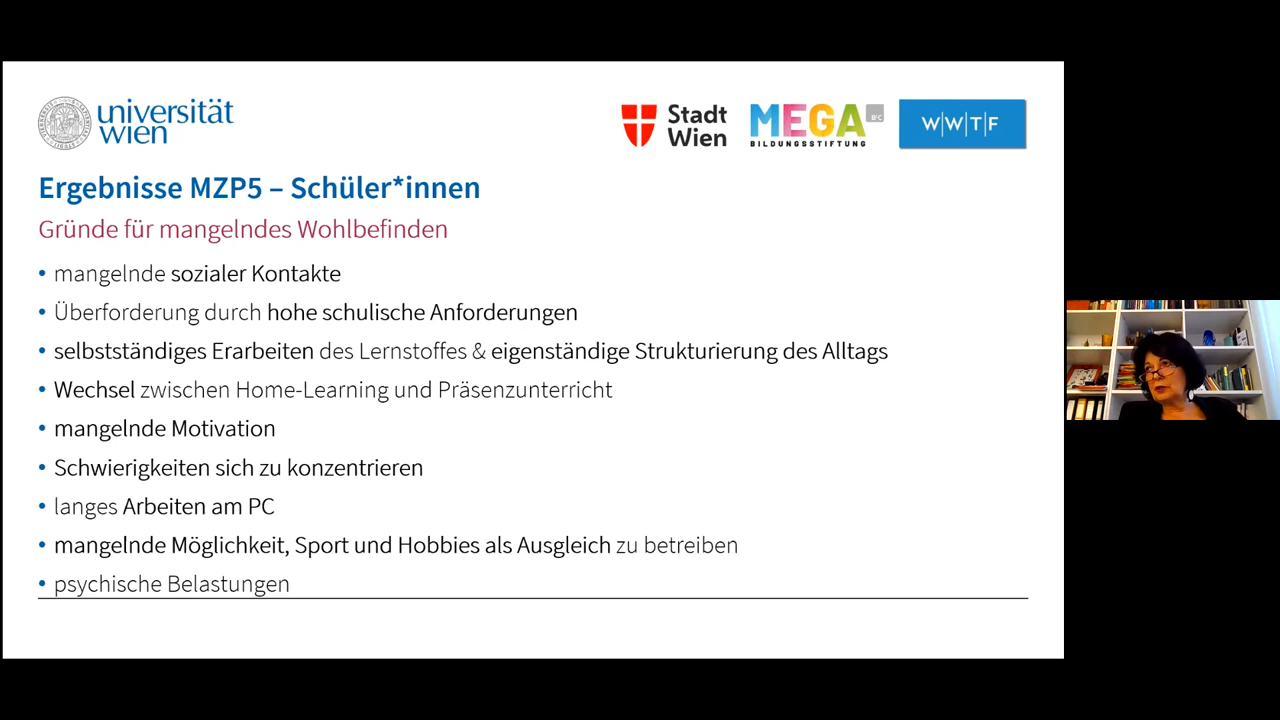 universität
wien
Stadt
Wien
MEGA
BILDUNGSSTIFTUNG
W|W|T|F
Ergebnisse MZP5 – Schüler*innen
Gründe für mangelndes Wohlbefinden
• mangelnde sozialer Kontakte
• Überforderung durch hohe schulische Anforderungen
• selbstständiges Erarbeiten des Lernstoffes & eigenständige Strukturierung des Alltags
• Wechsel zwischen Home-Learning und Präsenzunterricht
• mangelnde Motivation
• Schwierigkeiten sich zu konzentrieren
• langes Arbeiten am PC
• mangelnde Möglichkeit, Sport und Hobbies als Ausgleich zu betreiben
• psychische Belastungen